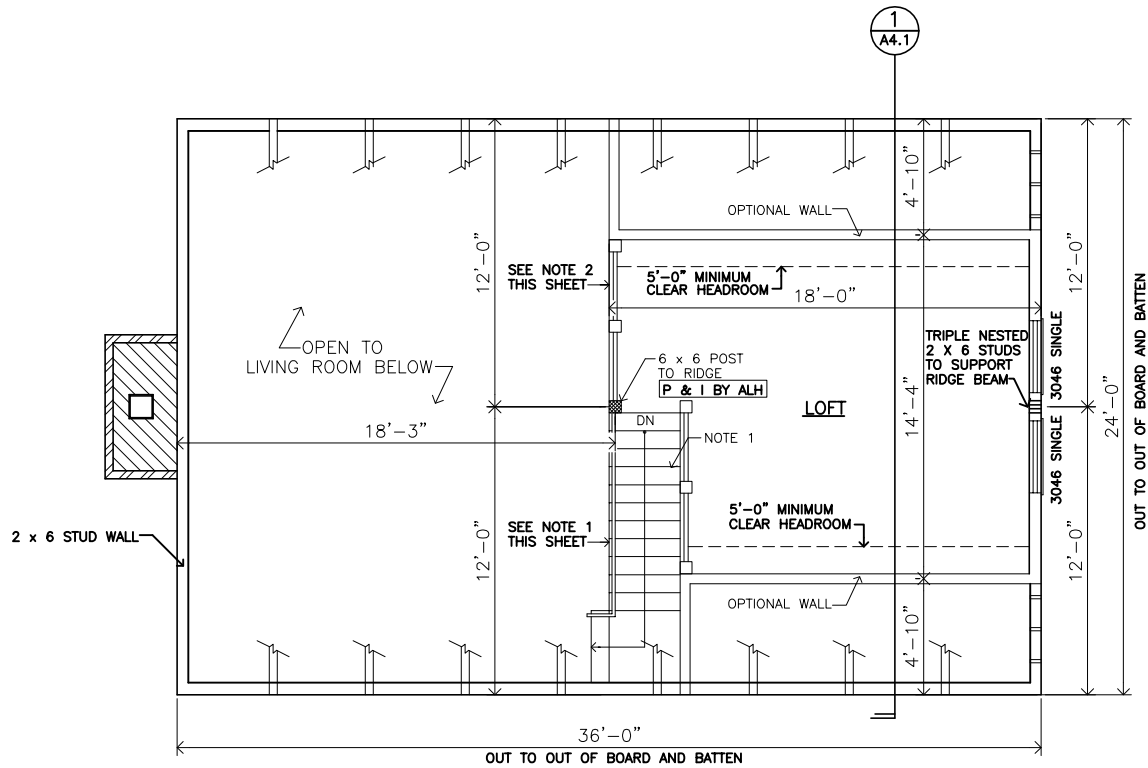 1
A4.1
4'-10"
OPTIONAL WALL
12'-0"
12'-0"
SEE NOTE 2
THIS SHEET
5'-0" MINIMUM
CLEAR HEADROOM
18'-0"
OPEN TO
LIVING ROOM BELOW
6 x 6 POST
TO RIDGE
P & I BY ALH
TRIPLE NESTED
2 X 6 STUDS
TO SUPPORT
RIDGE BEAM
3046 SINGLE
LOFT
14'-4"
24'-0"
OUT TO OUT OF BOARD AND BATTEN
18'-3"
DN
NOTE 1
3046 SINGLE
5'-0" MINIMUM
CLEAR HEADROOM
2 x 6 STUD WALL
SEE NOTE 1
THIS SHEET
12'-0"
12'-0"
OPTIONAL WALL
4'-10"
36'-0"
OUT TO OUT OF BOARD AND BATTEN